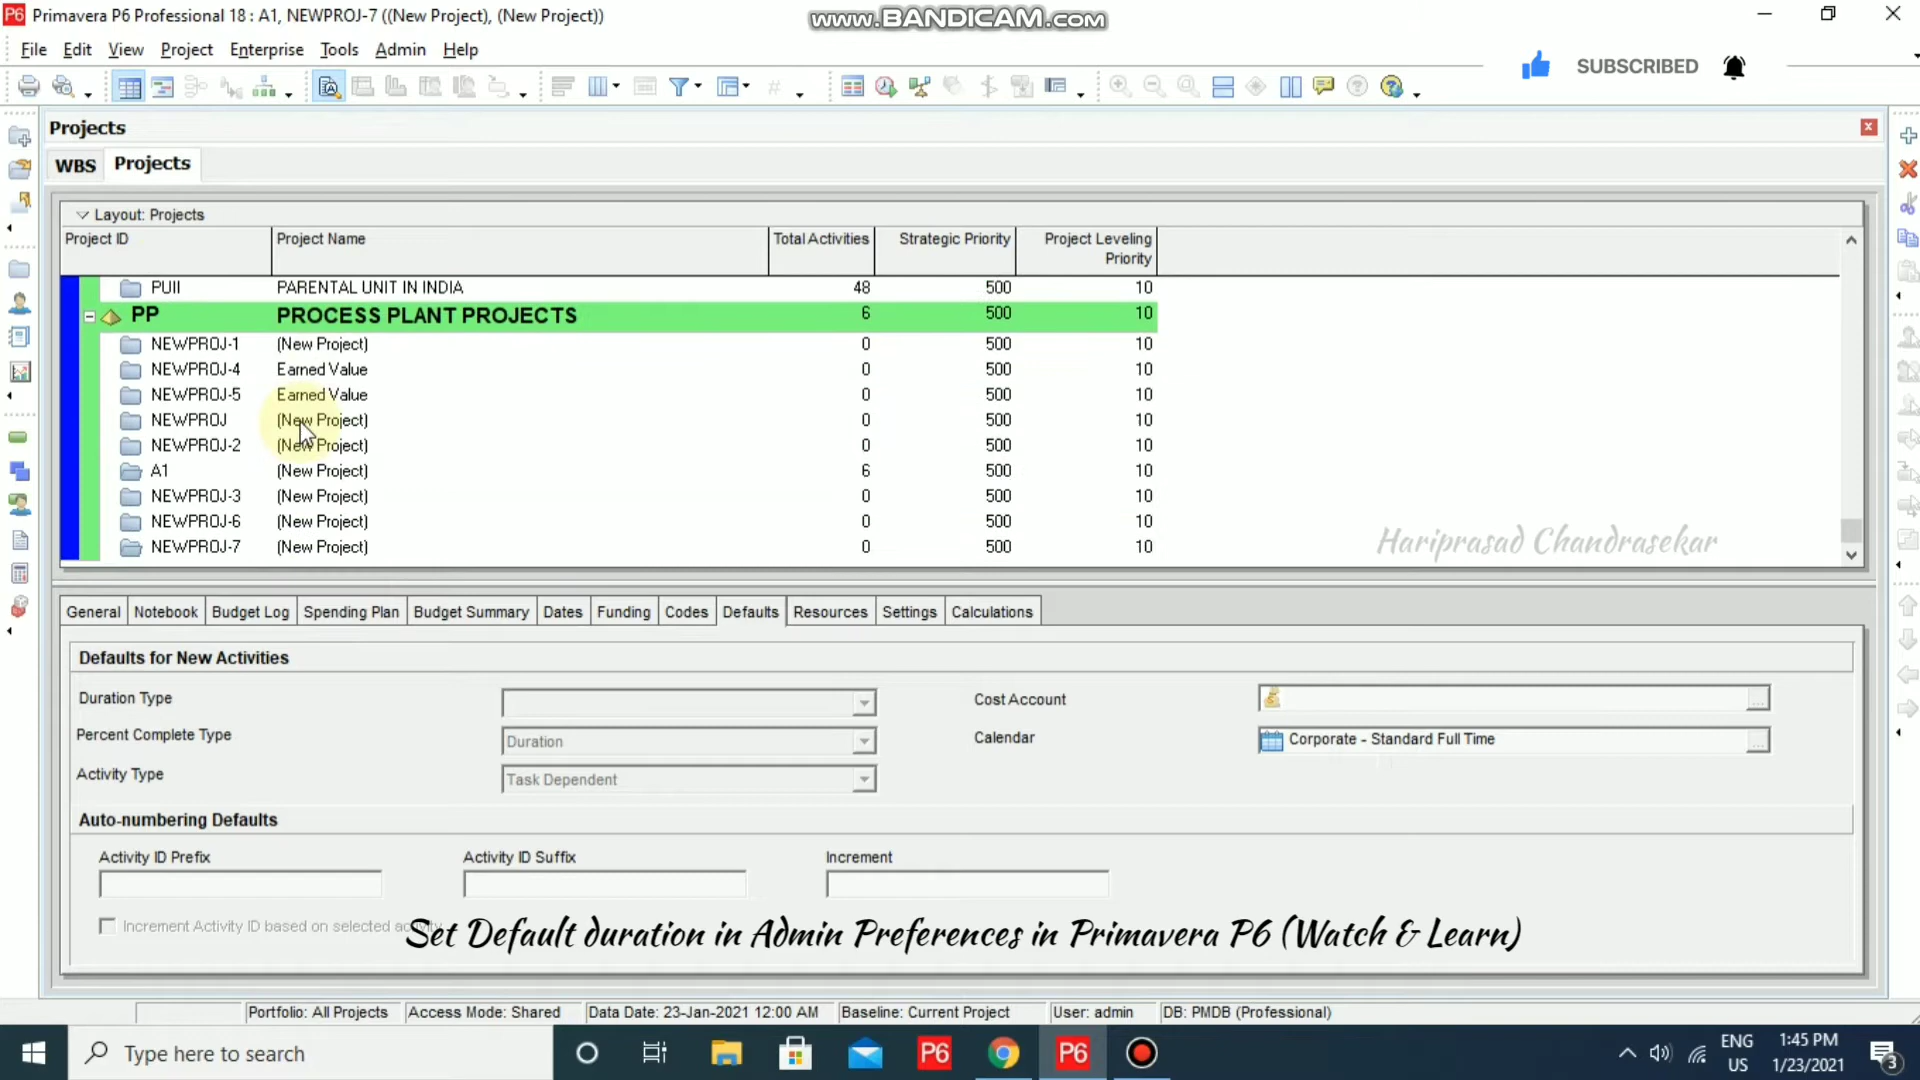 Primavera P6 Professional 18 : A1, NEWPROJ-7 ((New Project), (New Project))
www.BANDICAM.com
File Edit View Project Enterprise Tools Admin Help
SUBSCRIBED
Projects
WBS Projects
Layout: Projects
Project ID Project Name Total Activities Strategic Priority Project Leveling Priority
PUII PARENTAL UNIT IN INDIA 48 500 10
PP PROCESS PLANT PROJECTS 6 500 10
NEWPROJ-1 (New Project) 0 500 10
NEWPROJ-4 Earned Value 0 500 10
NEWPROJ-5 Earned Value 0 500 10
NEWPROJ (New Project) 0 500 10
NEWPROJ-2 (New Project) 0 500 10
A1 (New Project) 6 500 10
NEWPROJ-3 (New Project) 0 500 10
NEWPROJ-6 (New Project) 0 500 10
NEWPROJ-7 (New Project) 0 500 10
Hariprasad Chandrasekar
General Notebook Budget Log Spending Plan Budget Summary Dates Funding Codes Defaults Resources Settings Calculations
Defaults for New Activities
Duration Type Cost Account
Percent Complete Type Duration Calendar Corporate - Standard Full Time
Activity Type Task Dependent
Auto-numbering Defaults
Activity ID Prefix Activity ID Suffix Increment
Increment Activity ID based on selected
Set Default duration in Admin Preferences in Primavera P6 (Watch & Learn)
Portfolio: All Projects Access Mode: Shared Data Date: 23-Jan-2021 12:00 AM Baseline: Current Project User: admin DB: PMDB (Professional)
Type here to search
P6 P6
ENG US 1:45 PM 1/23/2021 3